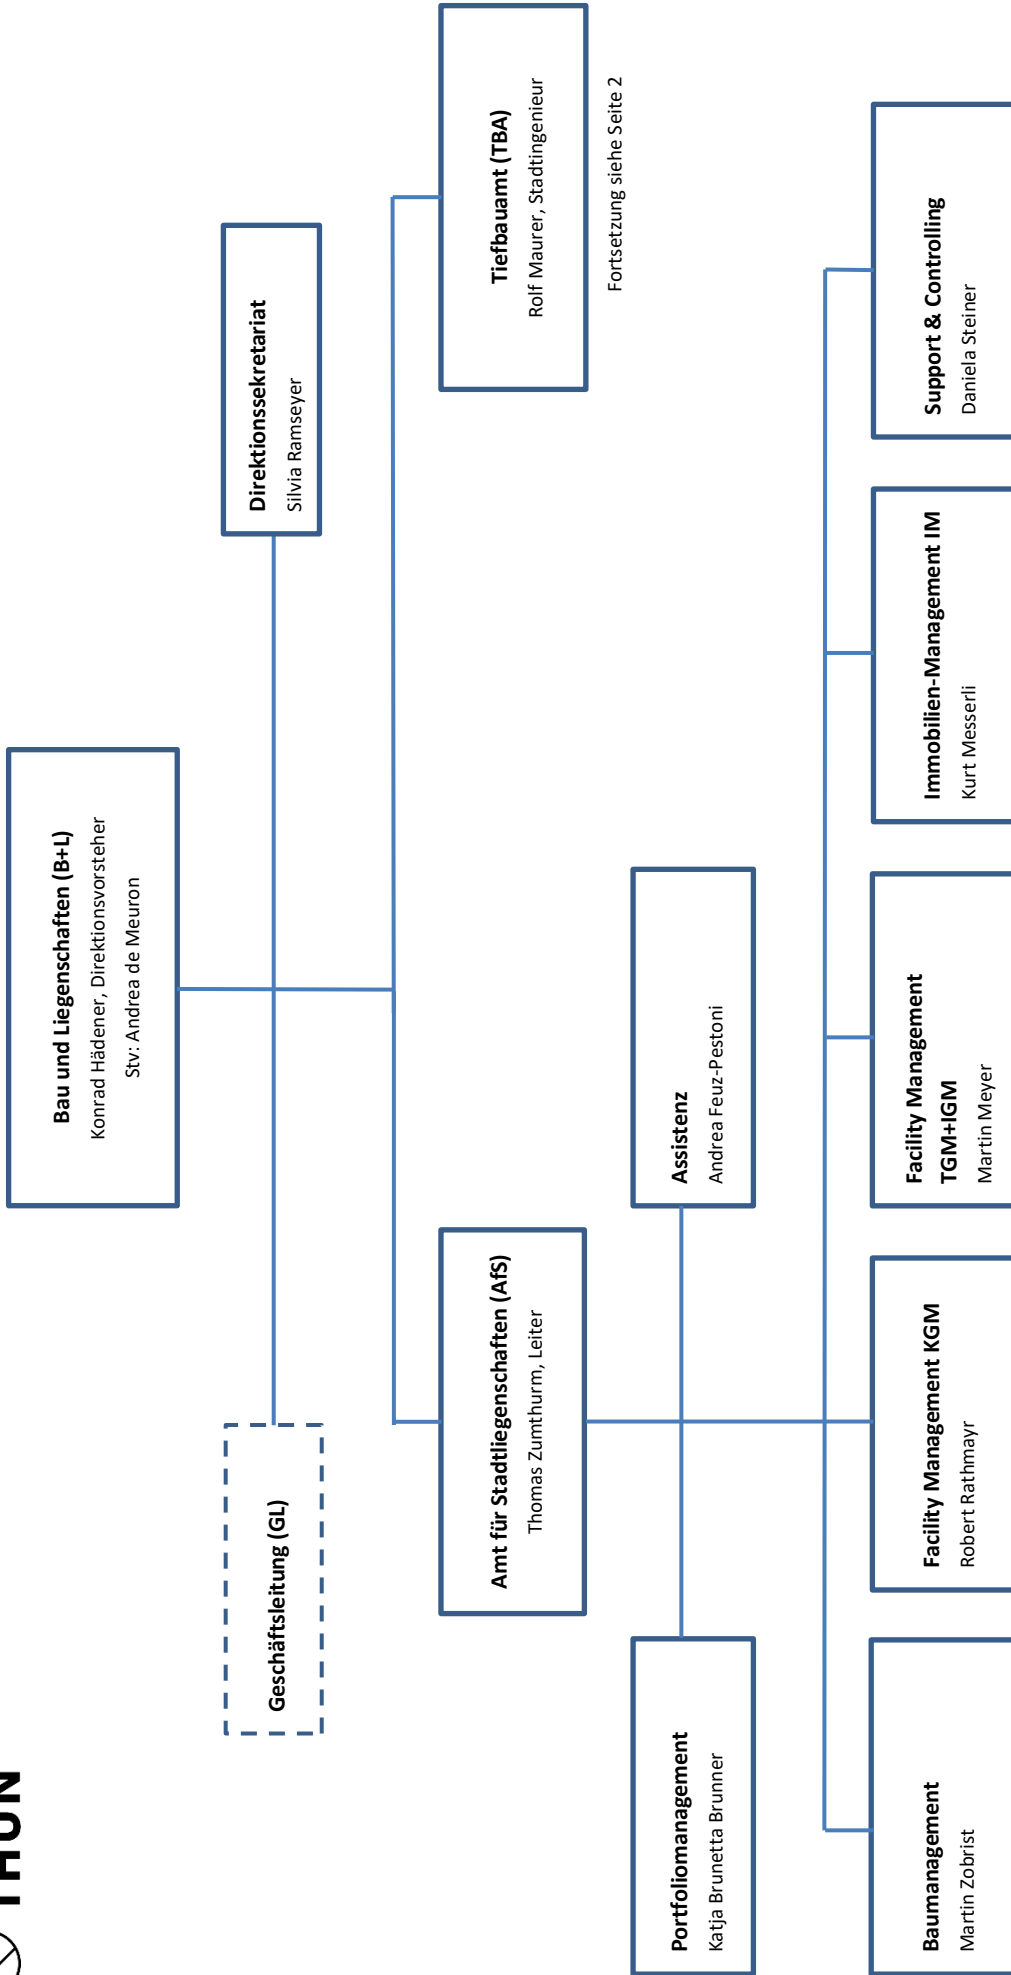 THUN
Bau und Liegenschaften (B+L)
Konrad Hädener, Direktionsvorsteher
Stv: Andrea de Meuron
Geschäftsleitung (GL)
Direktionssekretariat
Silvia Ramseyer
Amt für Stadtliegenschaften (AfS)
Thomas Zumthurm, Leiter
Tiefbauamt (TBA)
Rolf Maurer, Stadtingenieur
Fortsetzung siehe Seite 2
Portfoliomanagement
Katja Brunetta Brunner
Assistenz
Andrea Feuz-Pestoni
Baumanagement
Martin Zobrist
Facility Management KGM
Robert Rathmayr
Facility Management
TGM+IGM
Martin Meyer
Immobilien-Management IM
Kurt Messerli
Support & Controlling
Daniela Steiner